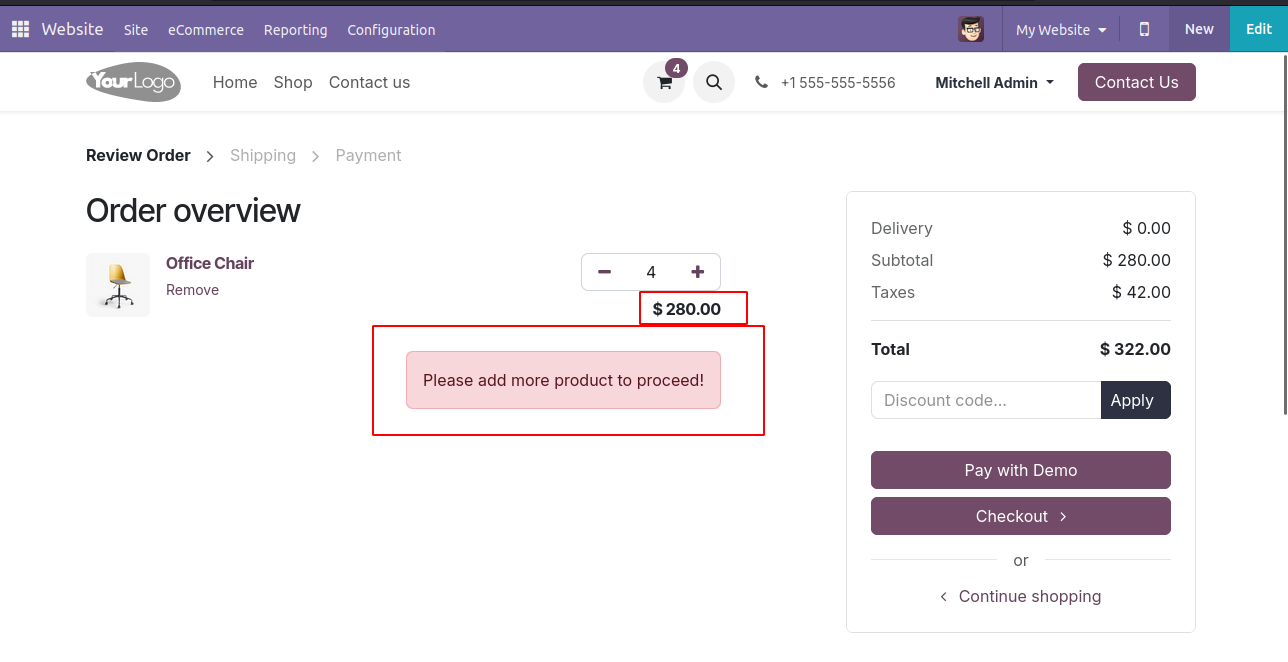 Website Site eCommerce Reporting Configuration My Website New Edit
YourLogo Home Shop Contact us 4 +1 555-555-5556 Mitchell Admin Contact Us
Review Order Shipping Payment
Order overview
Office Chair
Remove
4
$ 280.00
Please add more product to proceed!
Delivery $ 0.00
Subtotal $ 280.00
Taxes $ 42.00
Total $ 322.00
Discount code... Apply
Pay with Demo
Checkout
or
Continue shopping